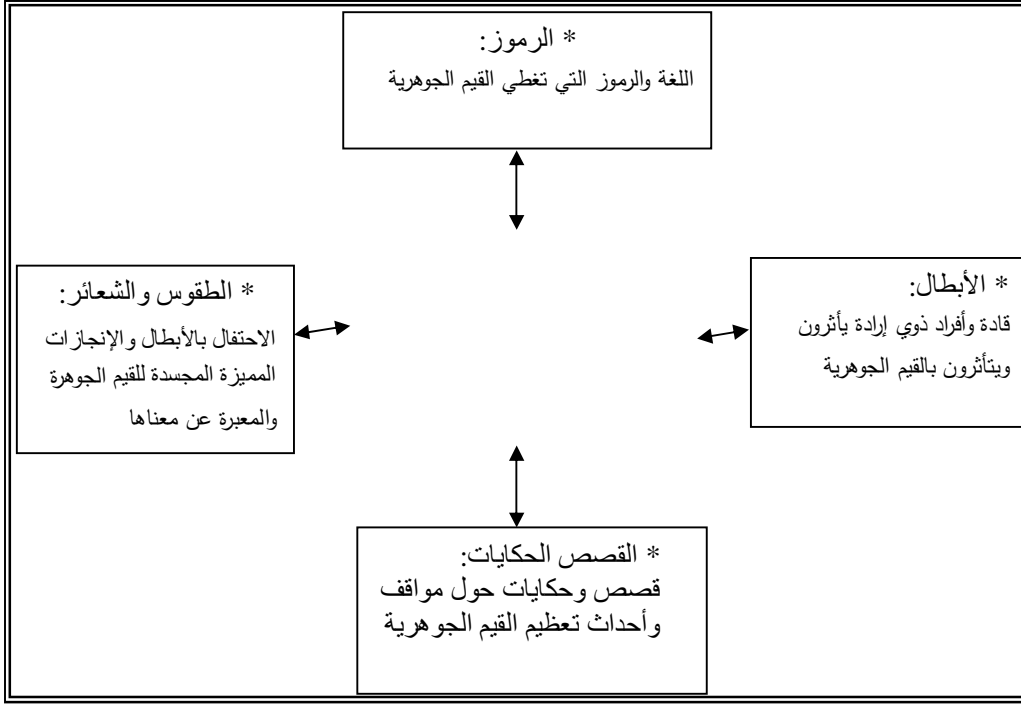 * الرموز:
اللغة والرموز التي تغطي القيم الجوهرية
* الأبطال:
قادة وأفراد ذوي إرادة يأثرون
ويتأثرون بالقيم الجوهرية
* الطقوس والشعائر:
الاحتفال بالأبطال والإنجازات
المميزة المجسدة للقيم الجوهرة
والمعبرة عن معناها
* القصص الحكايات:
قصص وحكايات حول مواقف
وأحداث تعظيم القيم الجوهرية